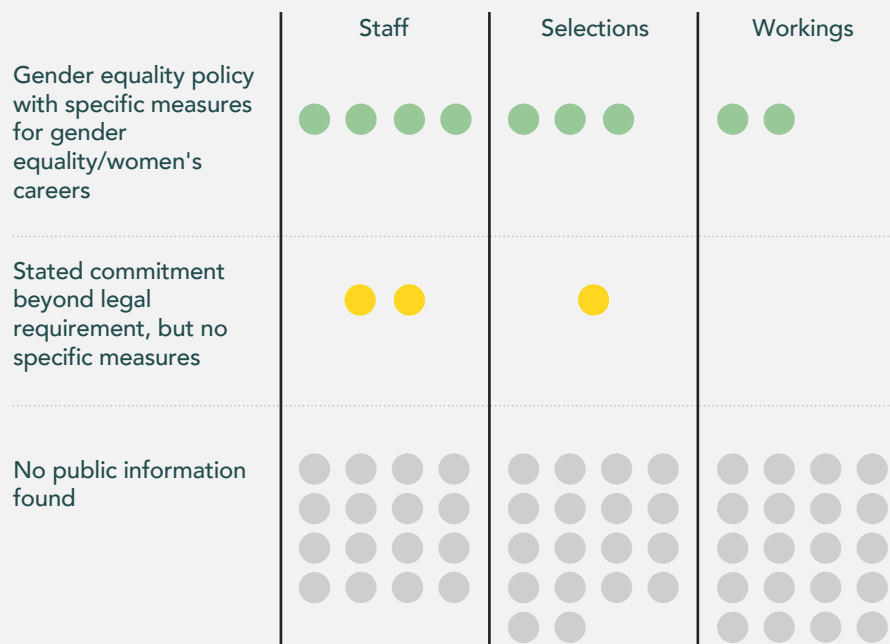 Staff
Selections
Workings
Gender equality policy
with specific measures
for gender
equality/women's
careers
Stated commitment
beyond legal
requirement, but no
specific measures
No public information
found